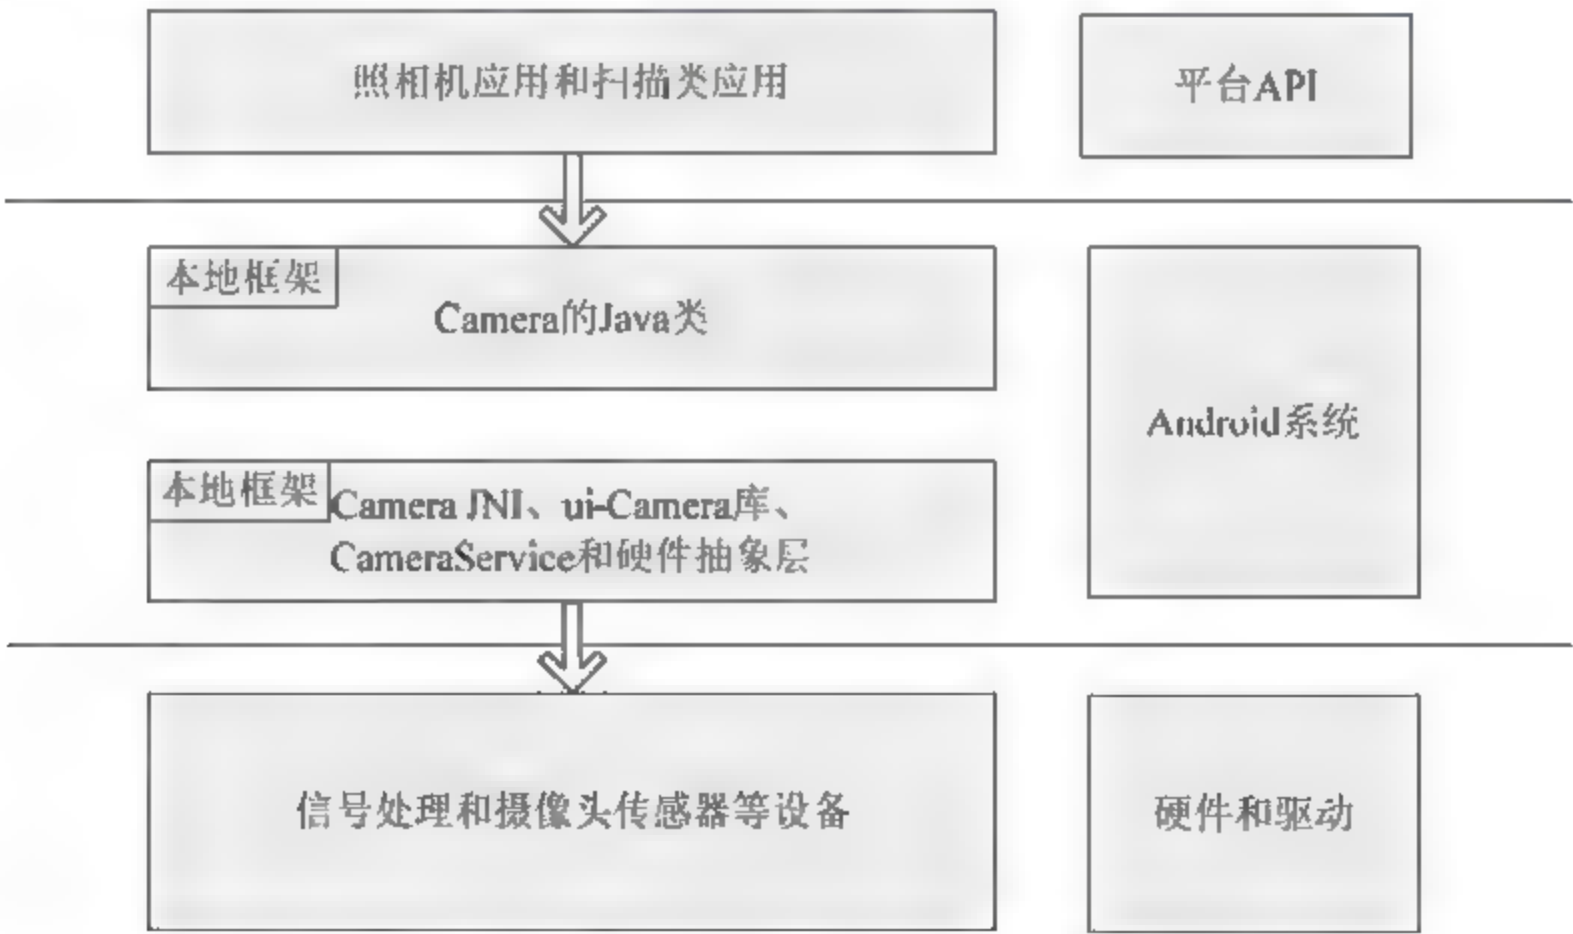 照相机应用和扫描类应用
平台API
本地框架
Camera的Java类
Android系统
本地框架
Camera JNI、ui-Camera库、
CameraService和硬件抽象层
信号处理和摄像头传感器等设备
硬件和驱动